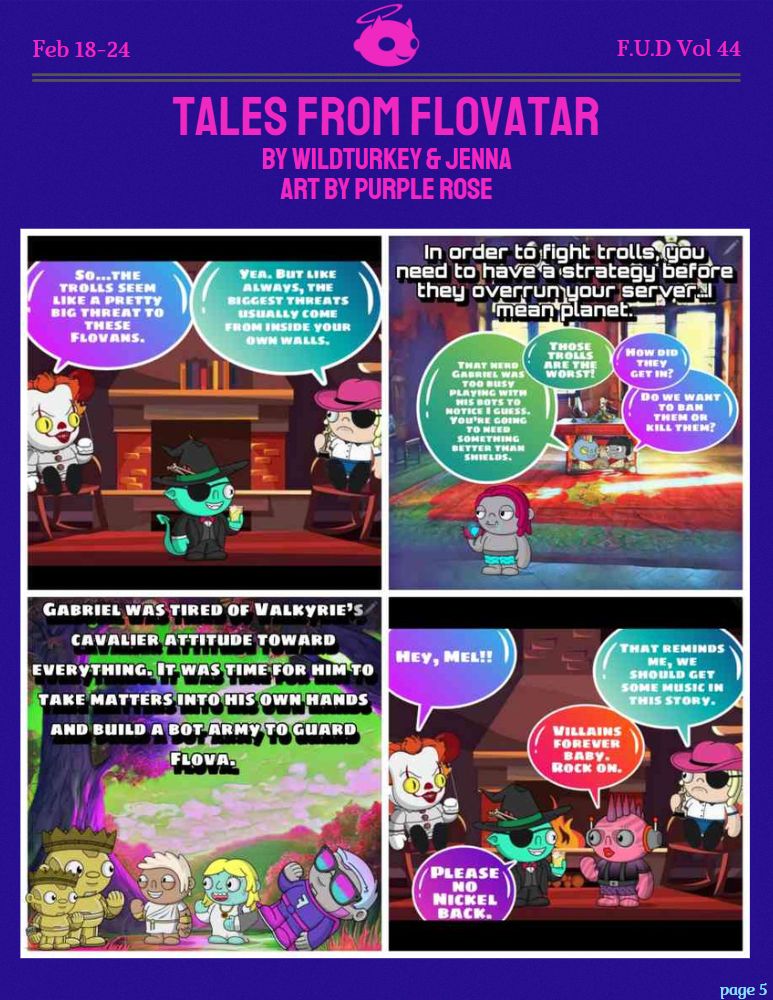 Feb 18-24
F.U.D Vol 44
TALES FROM FLOVATAR
BY WILDTURKEY & JENNA
ART BY PURPLE ROSE
So...the
trolls seem
like a pretty
big threat to
these
Flovans.
Yea. But like
always, the
biggest threats
usually come
from inside your
own walls.
In order to fight trolls, you
need to have a strategy before
they overrun your server...I
mean planet.
That nerd
Gabriel was
too busy
playing with
his bots to
notice I guess.
You're going
to need
something
better than
shields.
Those
trolls
are the
worst!
How did
they
get in?
Do we want
to ban
them or
kill them?
Gabriel was tired of Valkyrie's
cavalier attitude toward
everything. It was time for him to
take matters into his own hands
and build a bot army to guard
Flova.
Hey, Mel!!
That reminds
me, we
should get
some music in
this story.
Villains
forever
baby.
Rock on.
Please
no
Nickel
back.
page 5